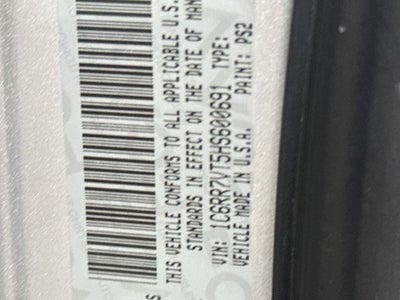 THIS VEHICLE CONFORMS TO ALL APPLICABLE U.S.
STANDARDS IN EFFECT ON THE DATE OF MAN
VIN: 1C6RR7VT5HS600691 TYPE:
VEHICLE MADE IN U.S.A. PAINT: PS2